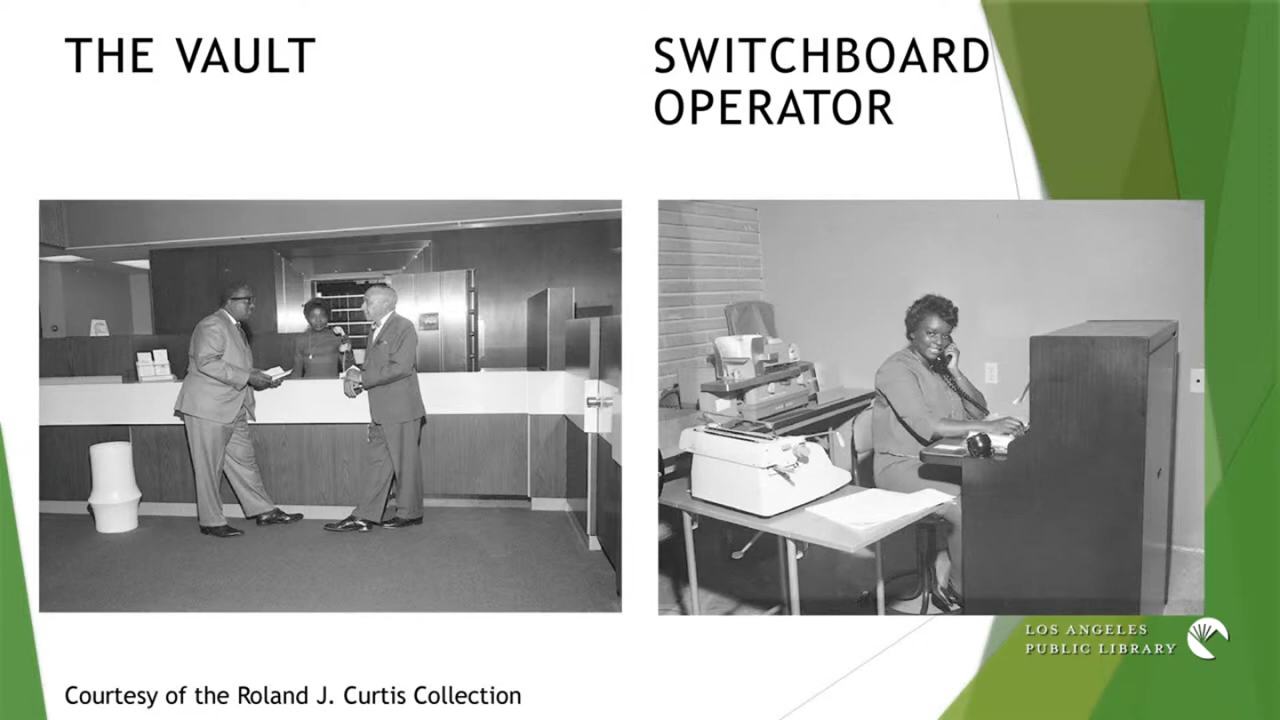 THE VAULT
SWITCHBOARD
OPERATOR
LOS ANGELES
PUBLIC LIBRARY
Courtesy of the Roland J. Curtis Collection